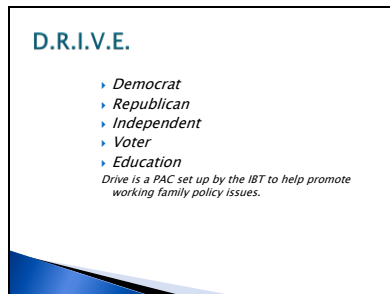 D.R.I.V.E.
Democrat
Republican
Independent
Voter
Education
Drive is a PAC set up by the IBT to help promote
working family policy issues.